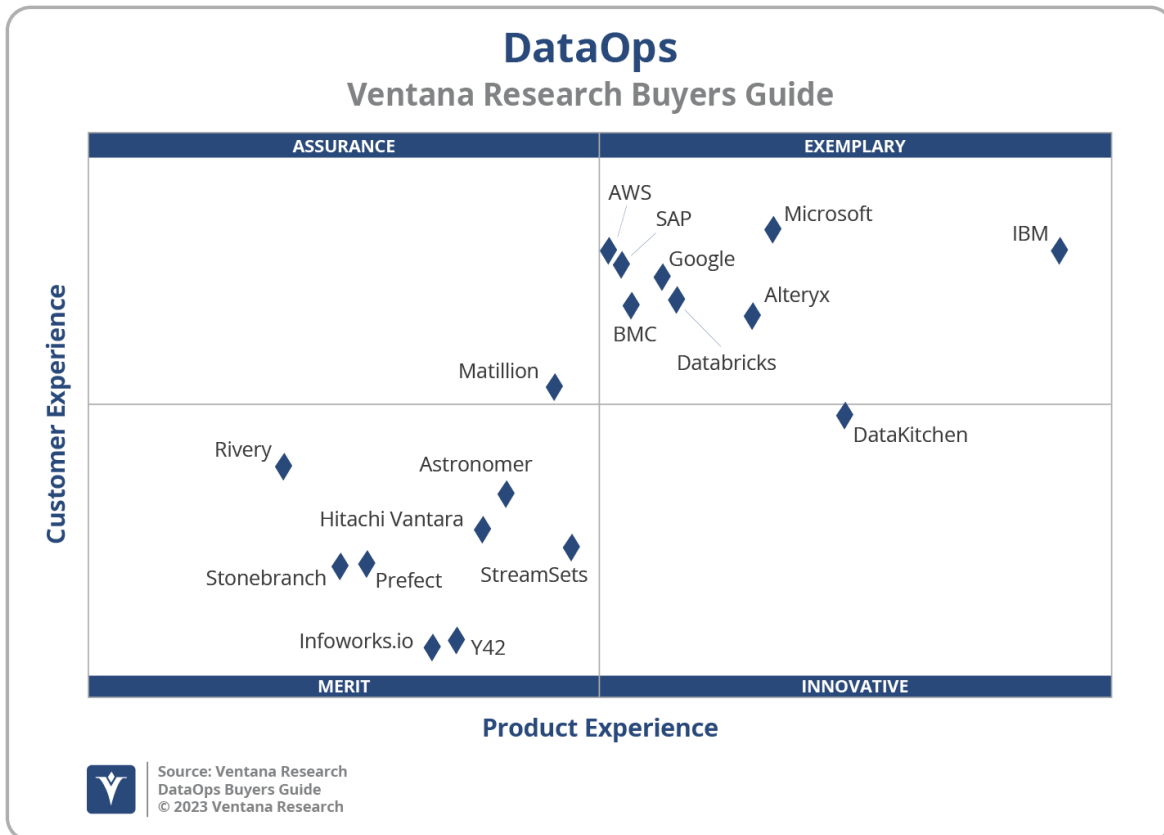 DataOps
Ventana Research Buyers Guide
ASSURANCE
EXEMPLARY
AWS
SAP
Microsoft
IBM
Google
Alteryx
BMC
Databricks
Matillion
DataKitchen
Rivery
Astronomer
Hitachi Vantara
StreamSets
Stonebranch
Prefect
Infoworks.io
Y42
MERIT
INNOVATIVE
Customer Experience
Product Experience
Source: Ventana Research
DataOps Buyers Guide
© 2023 Ventana Research